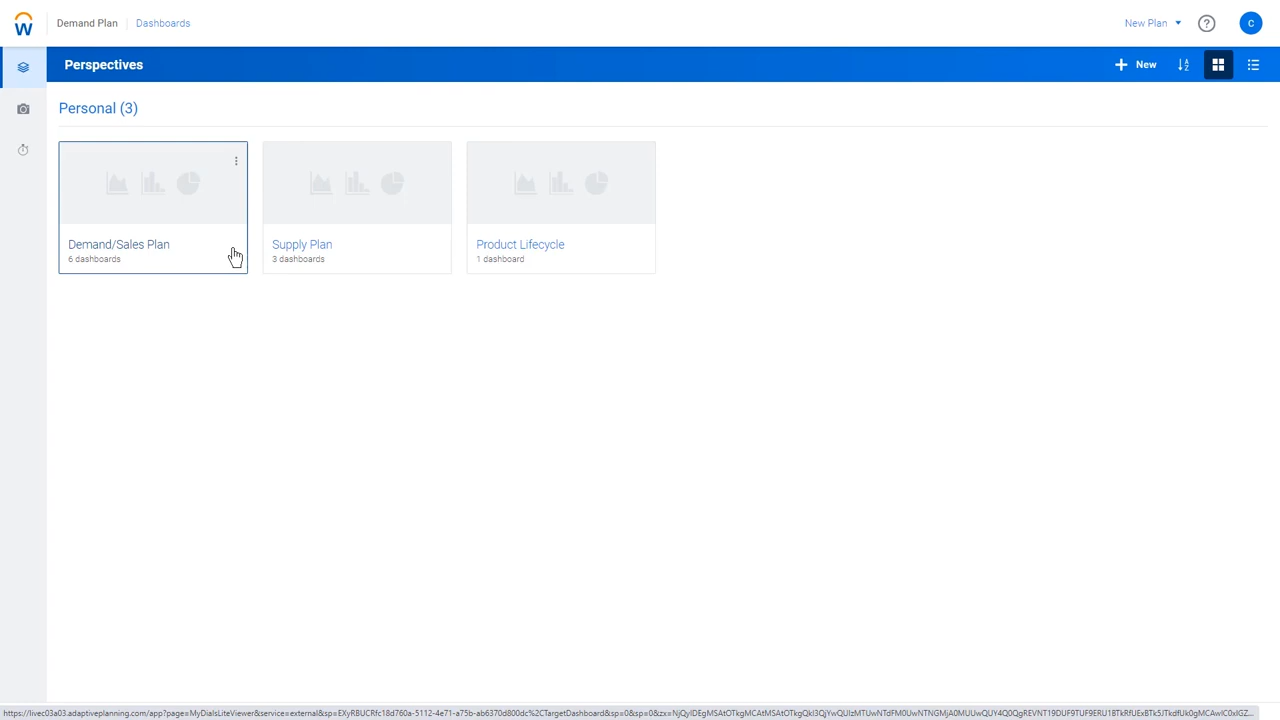 Demand Plan
Dashboards
New Plan
C
Perspectives
New
Personal (3)
Demand/Sales Plan
6 dashboards
Supply Plan
3 dashboards
Product Lifecycle
1 dashboard